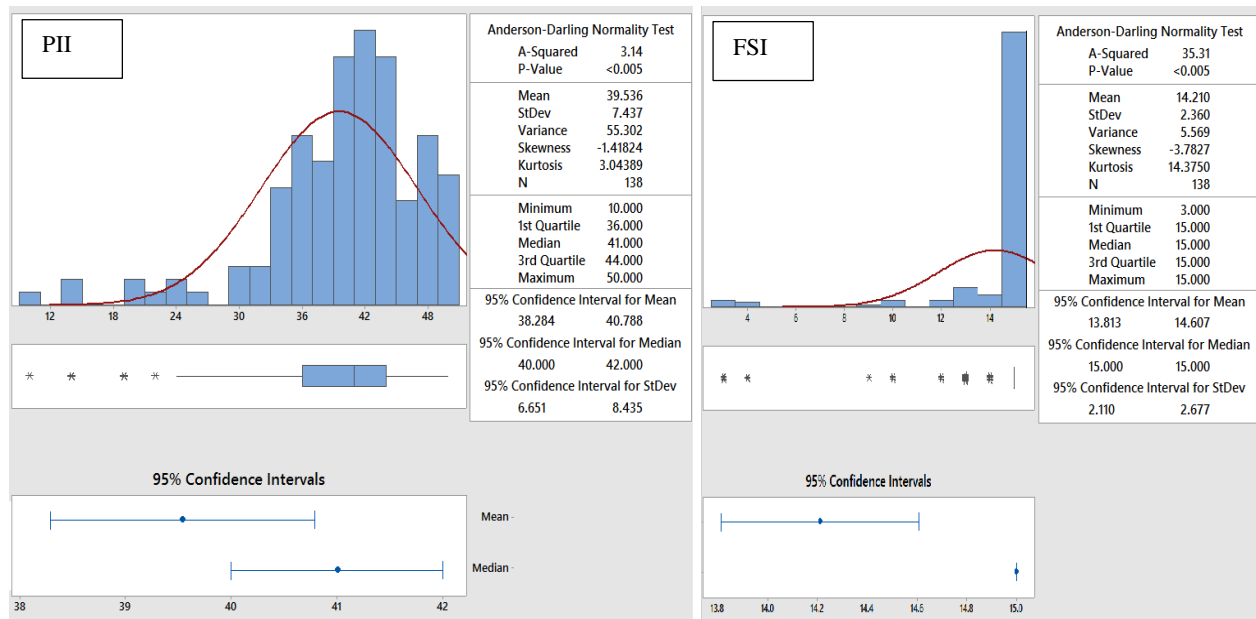 PII
12 18 24 30 36 42 48
Anderson-Darling Normality Test
A-Squared 3.14
P-Value <0.005
Mean 39.536
StDev 7.437
Variance 55.302
Skewness -1.41824
Kurtosis 3.04389
N 138
Minimum 10.000
1st Quartile 36.000
Median 41.000
3rd Quartile 44.000
Maximum 50.000
95% Confidence Interval for Mean
38.284 40.788
95% Confidence Interval for Median
40.000 42.000
95% Confidence Interval for StDev
6.651 8.435
95% Confidence Intervals
Mean
Median
38 39 40 41 42
FSI
4 6 8 10 12 14
Anderson-Darling Normality Test
A-Squared 35.31
P-Value <0.005
Mean 14.210
StDev 2.360
Variance 5.569
Skewness -3.7827
Kurtosis 14.3750
N 138
Minimum 3.000
1st Quartile 15.000
Median 15.000
3rd Quartile 15.000
Maximum 15.000
95% Confidence Interval for Mean
13.813 14.607
95% Confidence Interval for Median
15.000 15.000
95% Confidence Interval for StDev
2.110 2.677
95% Confidence Intervals
13.8 14.0 14.2 14.4 14.6 14.8 15.0